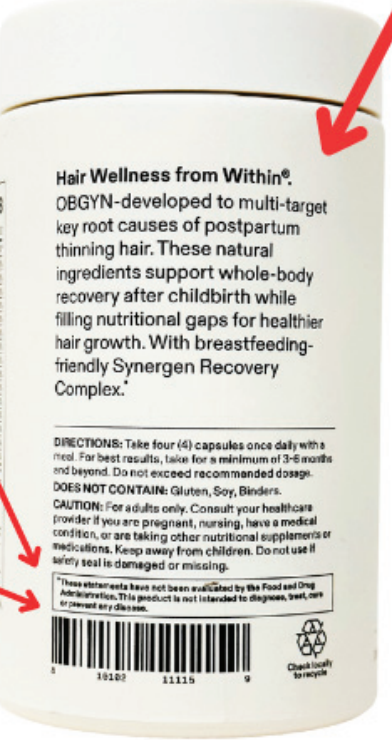 Hair Wellness from Within®.
OBGYN-developed to multi-target
key root causes of postpartum
thinning hair. These natural
ingredients support whole-body
recovery after childbirth while
filling nutritional gaps for healthier
hair growth. With breastfeeding-
friendly Synergen Recovery
Complex.*
DIRECTIONS: Take four (4) capsules once daily with a
meal. For best results, take for a minimum of 3-6 months
and beyond. Do not exceed recommended dosage.
DOES NOT CONTAIN: Gluten, Soy, Binders.
CAUTION: For adults only. Consult your healthcare
provider if you are pregnant, nursing, have a medical
condition, or are taking other nutritional supplements or
medications. Keep away from children. Do not use if
safety seal is damaged or missing.
*These statements have not been evaluated by the Food and Drug
Administration. This product is not intended to diagnose, treat, cure
or prevent any disease.
8 10102 11115 9
Check locally
to recycle